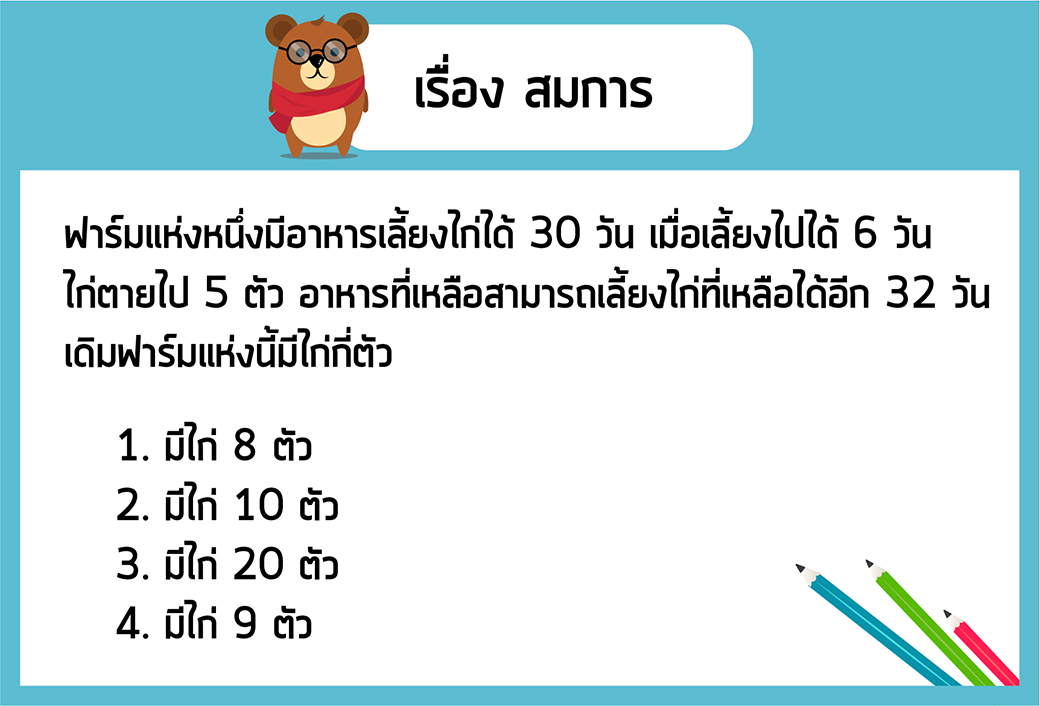 เรื่อง สมการ
ฟาร์มแห่งหนึ่งมีอาหารเลี้ยงไก่ได้ 30 วัน เมื่อเลี้ยงไปได้ 6 วัน
ไก่ตายไป 5 ตัว อาหารที่เหลือสามารถเลี้ยงไก่ที่เหลือได้อีก 32 วัน
เดิมฟาร์มแห่งนี้มีไก่กี่ตัว
1. มีไก่ 8 ตัว
2. มีไก่ 10 ตัว
3. มีไก่ 20 ตัว
4. มีไก่ 9 ตัว